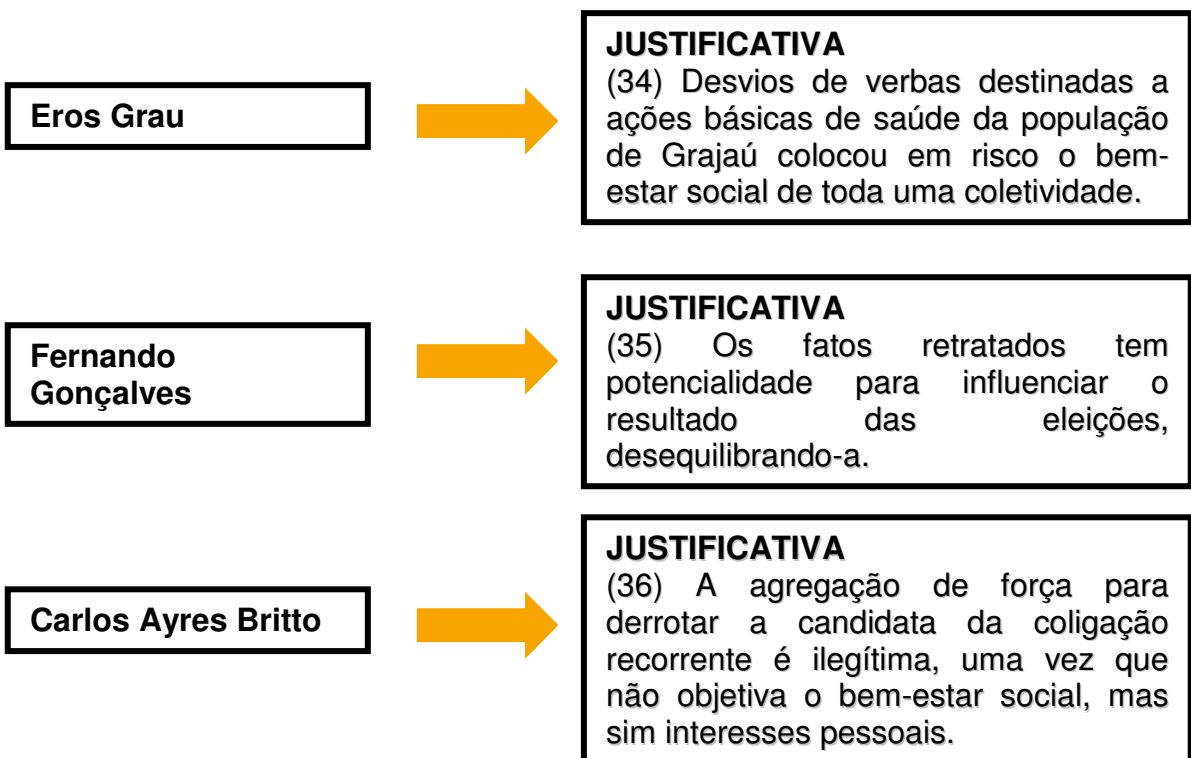 Eros Grau
JUSTIFICATIVA
(34) Desvios de verbas destinadas a
ações básicas de saúde da população
de Grajaú colocou em risco o bem-
estar social de toda uma coletividade.
Fernando
Gonçalves
JUSTIFICATIVA
(35) Os fatos retratados tem
potencialidade para influenciar o
resultado das eleições,
desequilibrando-a.
Carlos Ayres Britto
JUSTIFICATIVA
(36) A agregação de força para
derrotar a candidata da coligação
recorrente é ilegítima, uma vez que
não objetiva o bem-estar social, mas
sim interesses pessoais.